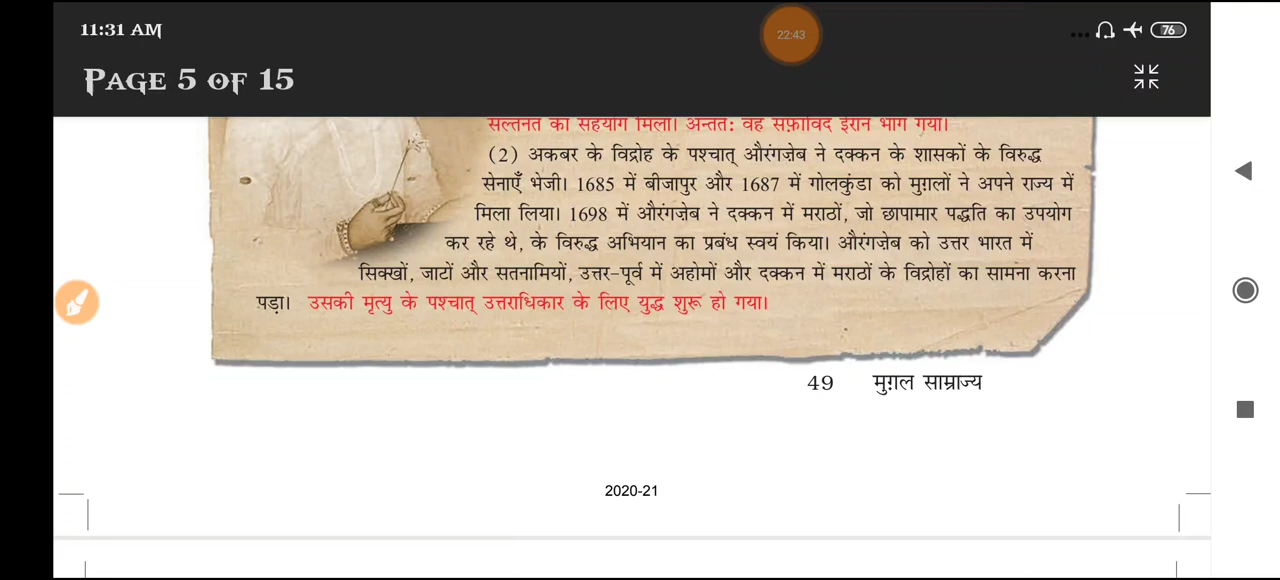 11:31 AM
22:43
76
PAGE 5 OF 15
सल्तनत का सहयोग मिला। अन्ततः वह सफ़ाविद ईरान भाग गया।
(2) अकबर के विद्रोह के पश्चात् औरंगज़ेब ने दक्कन के शासकों के विरुद्ध
सेनाएँ भेजी। 1685 में बीजापुर और 1687 में गोलकुंडा को मुग़लों ने अपने राज्य में
मिला लिया। 1698 में औरंगज़ेब ने दक्कन में मराठों, जो छापामार पद्धति का उपयोग
कर रहे थे, के विरुद्ध अभियान का प्रबंध स्वयं किया। औरंगज़ेब को उत्तर भारत में
सिक्खों, जाटों और सतनामियों, उत्तर-पूर्व में अहोमों और दक्कन में मराठों के विद्रोहों का सामना करना
पड़ा। उसकी मृत्यु के पश्चात् उत्तराधिकार के लिए युद्ध शुरू हो गया।
49 मुग़ल साम्राज्य
2020-21